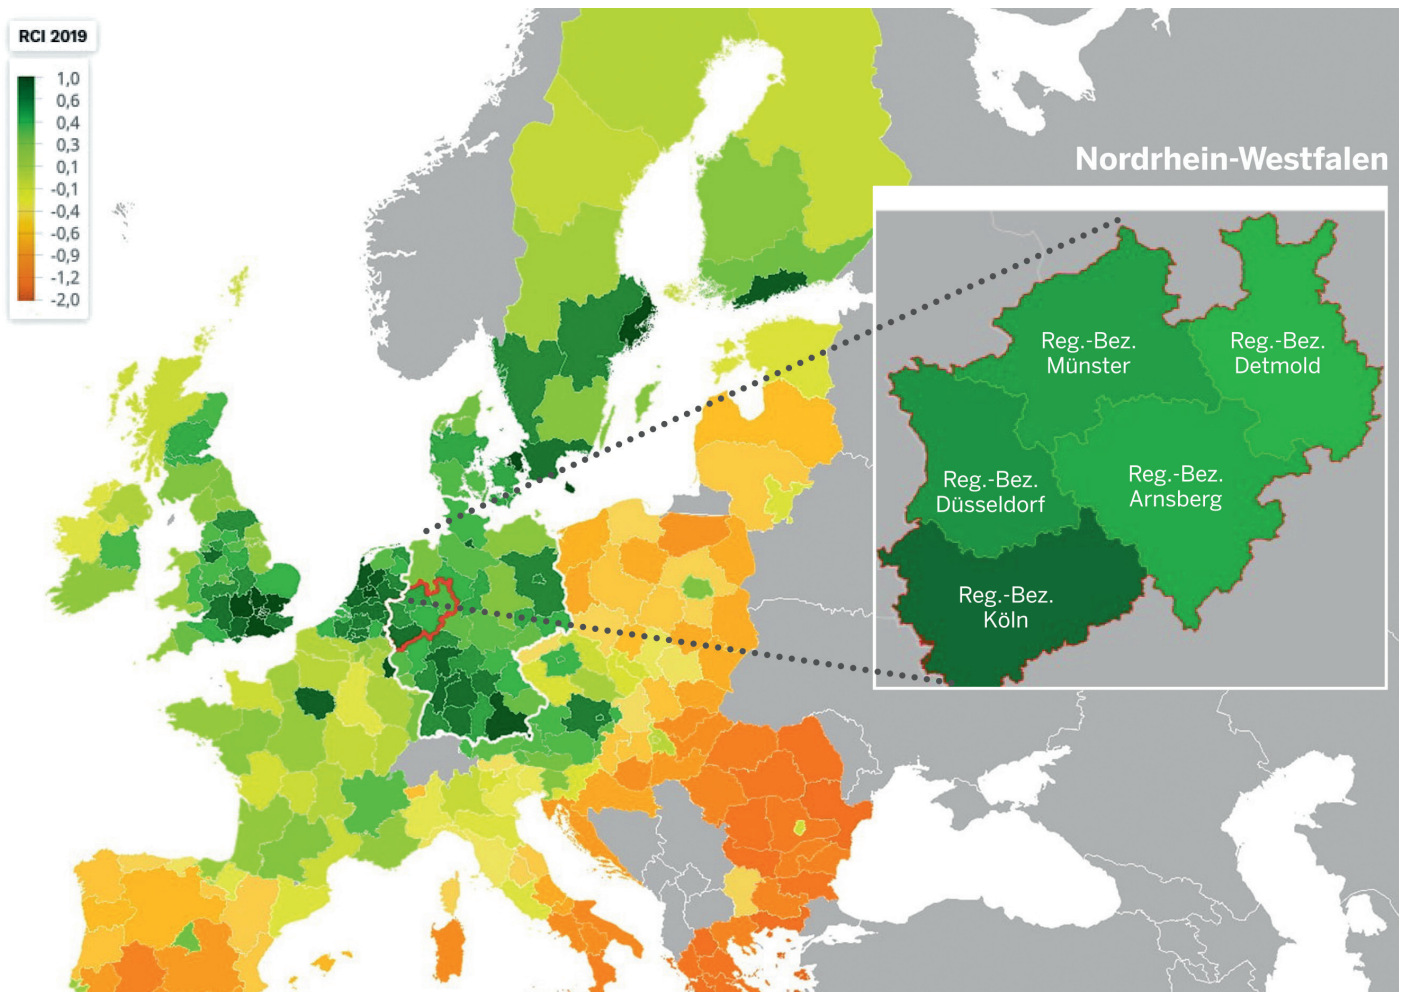 RCI 2019
1,0
0,6
0,4
0,3
0,1
-0,1
-0,4
-0,6
-0,9
-1,2
-2,0
Nordrhein-Westfalen
Reg.-Bez.
Münster
Reg.-Bez.
Detmold
Reg.-Bez.
Düsseldorf
Reg.-Bez.
Arnsberg
Reg.-Bez.
Köln